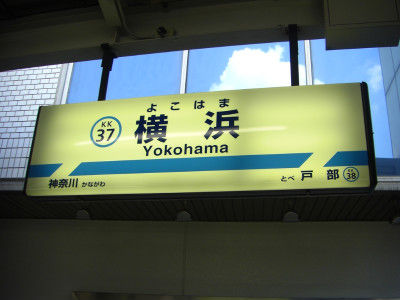 よこはま
KK
37
横浜
Yokohama
神奈川 かながわ
とべ 戸部 KK 38